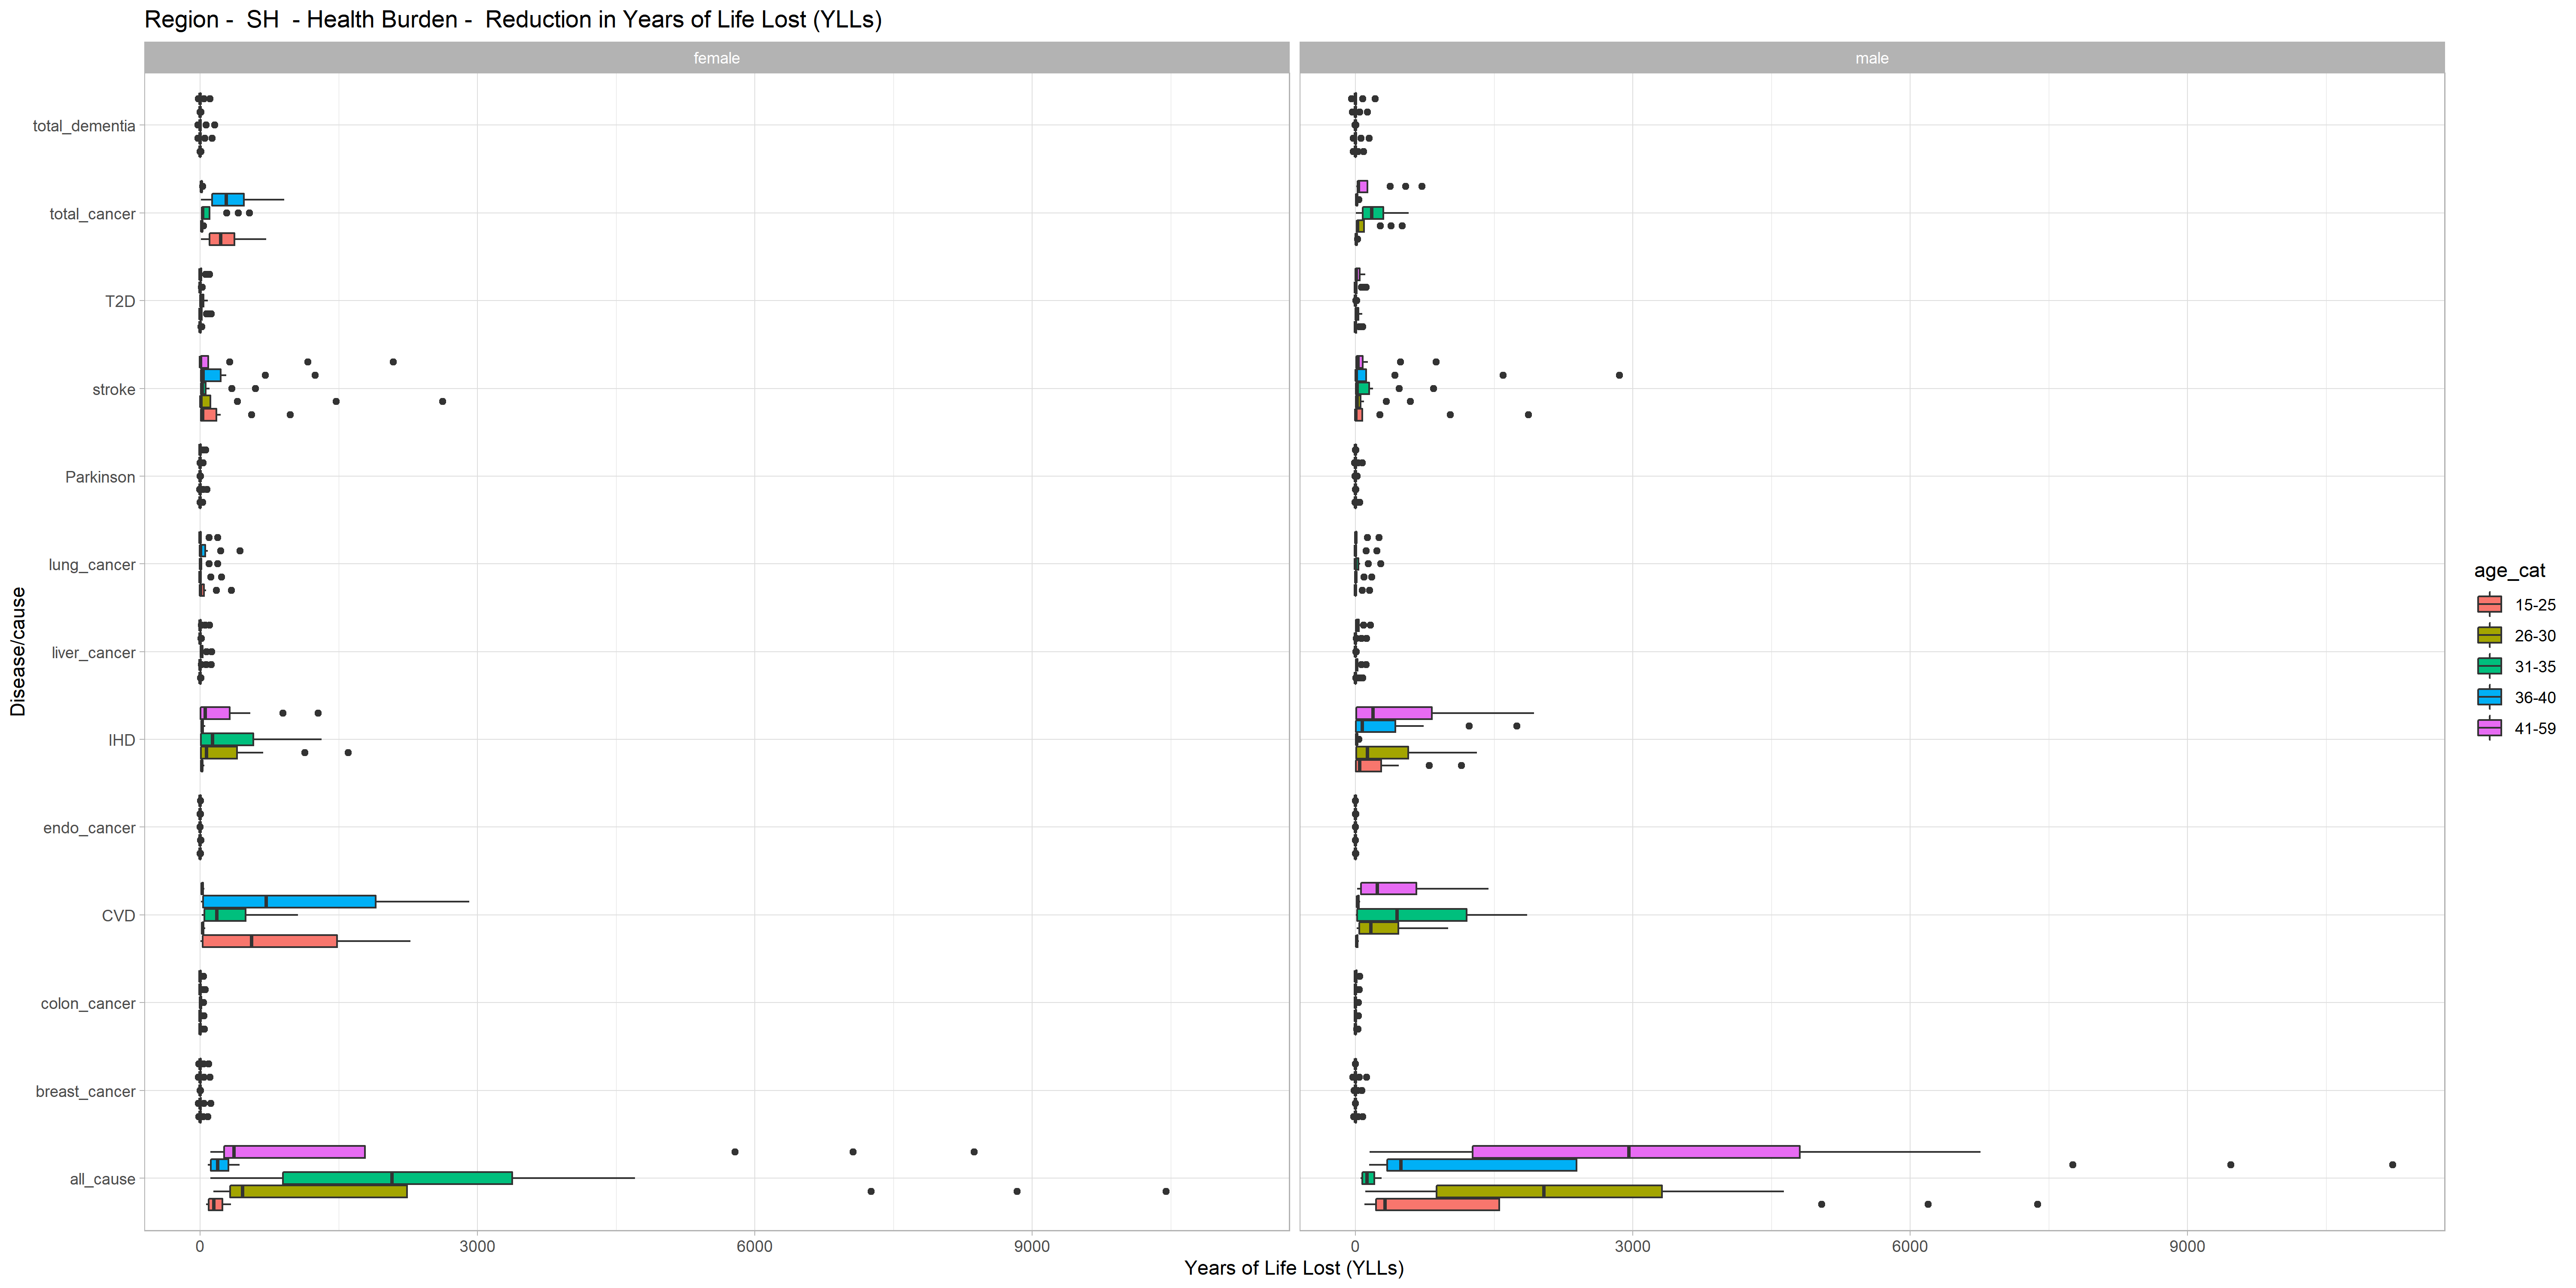 Region -  SH  - Health Burden -  Reduction in Years of Life Lost (YLLs)
female
male
Disease/cause
total_dementia
total_cancer
T2D
stroke
Parkinson
lung_cancer
liver_cancer
IHD
endo_cancer
CVD
colon_cancer
breast_cancer
all_cause
0 3000 6000 9000
0 3000 6000 9000
Years of Life Lost (YLLs)
age_cat
15-25
26-30
31-35
36-40
41-59